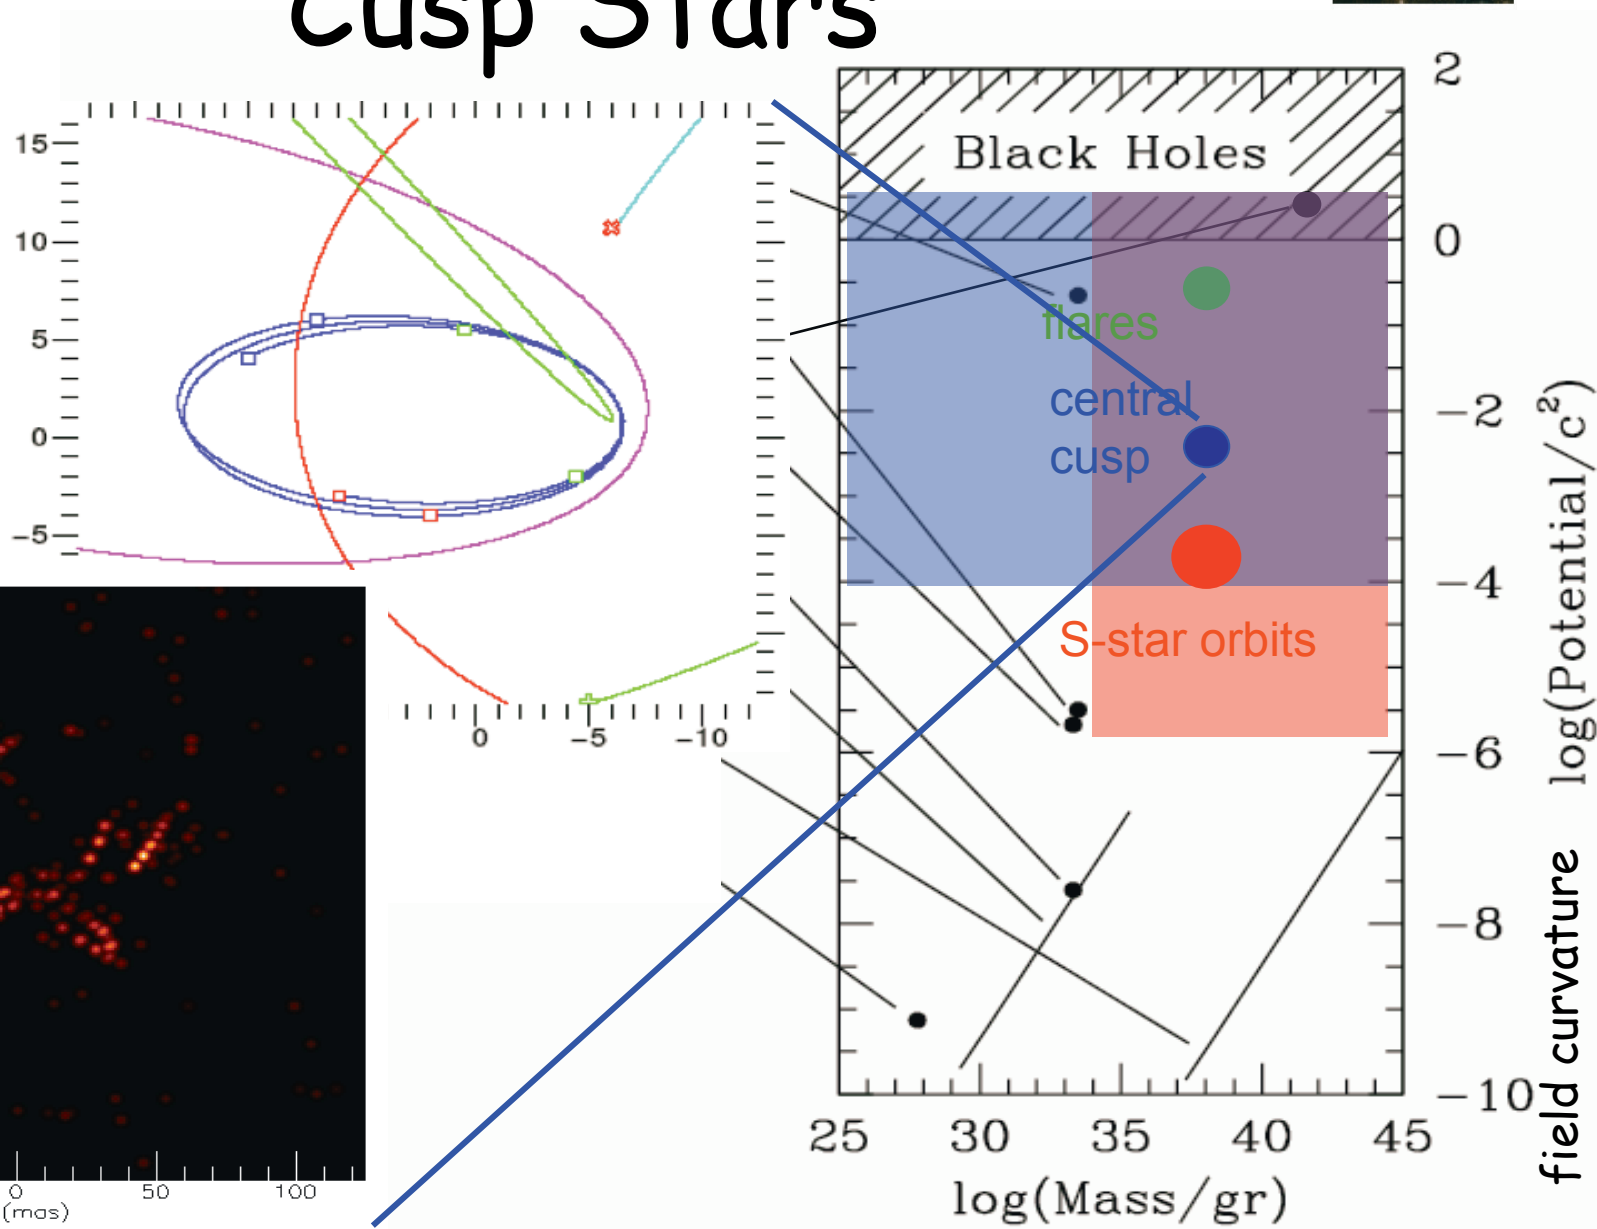 Cusp Stars
15
10
5
0
−5
0
−5
−10
0
50
100
(mas)
Black Holes
flares
central
cusp
S-star orbits
2
0
−2
−4
−6
−8
−10
25
30
35
40
45
log(Mass/gr)
log(Potential/c²)
field curvature